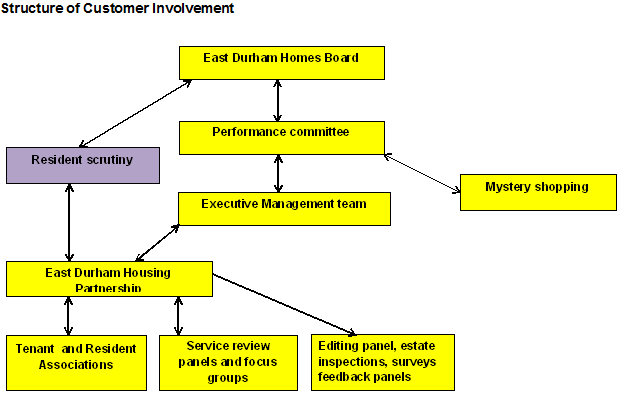 Structure of Customer Involvement
East Durham Homes Board
Performance committee
Resident scrutiny
Mystery shopping
Executive Management team
East Durham Housing
Partnership
Tenant and Resident
Associations
Service review
panels and focus
groups
Editing panel, estate
inspections, surveys
feedback panels